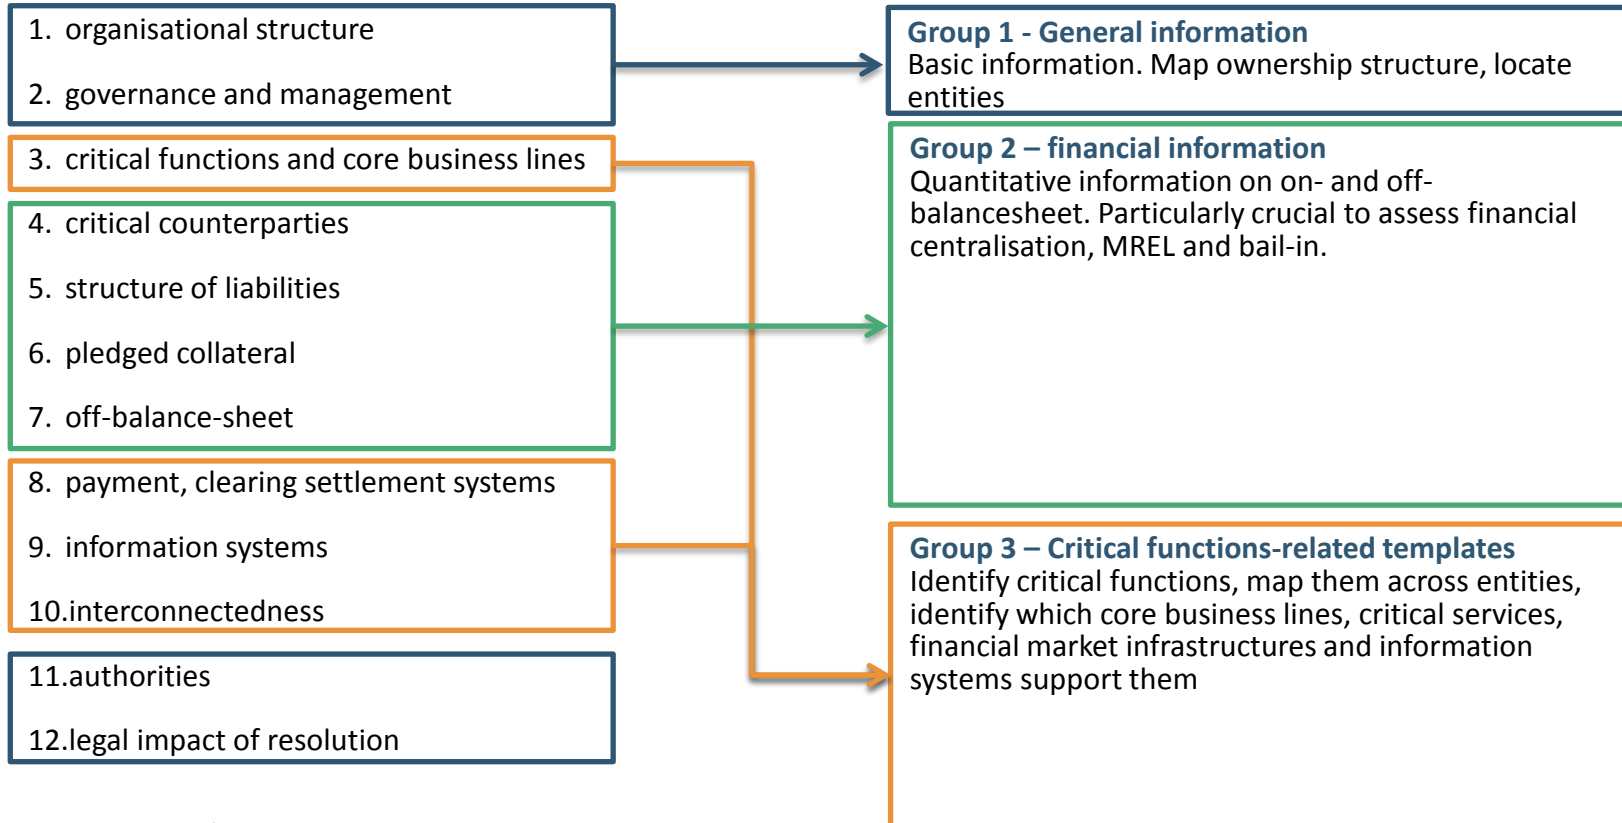 1. organisational structure
2. governance and management
3. critical functions and core business lines
4. critical counterparties
5. structure of liabilities
6. pledged collateral
7. off-balance-sheet
8. payment, clearing settlement systems
9. information systems
10.interconnectedness
11.authorities
12.legal impact of resolution
Group 1 - General information
Basic information. Map ownership structure, locate
entities
Group 2 – financial information
Quantitative information on on- and off-
balancesheet. Particularly crucial to assess financial
centralisation, MREL and bail-in.
Group 3 – Critical functions-related templates
Identify critical functions, map them across entities,
identify which core business lines, critical services,
financial market infrastructures and information
systems support them